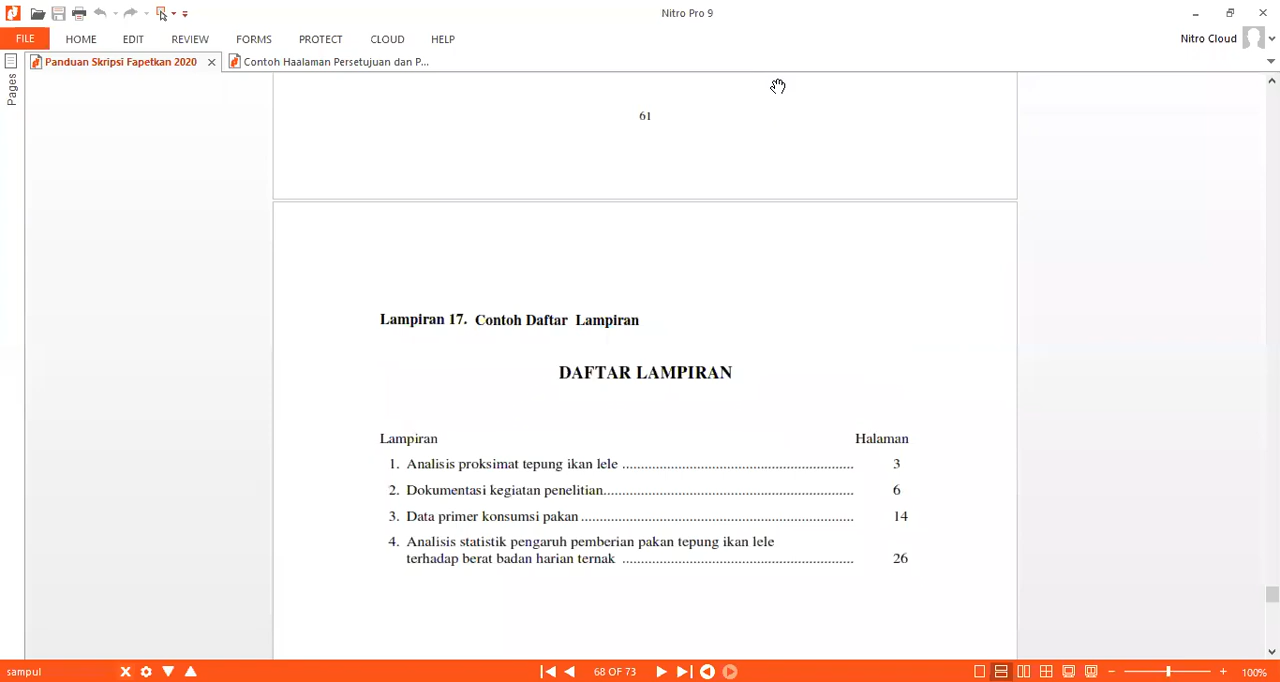 Nitro Pro 9
FILE HOME EDIT REVIEW FORMS PROTECT CLOUD HELP Nitro Cloud
Panduan Skripsi Fapetkan 2020 Contoh Haalaman Persetujuan dan P...
Pages
61
Lampiran 17. Contoh Daftar Lampiran
DAFTAR LAMPIRAN
Lampiran Halaman
1. Analisis proksimat tepung ikan lele .............................................................. 3
2. Dokumentasi kegiatan penelitian................................................................... 6
3. Data primer konsumsi pakan ......................................................................... 14
4. Analisis statistik pengaruh pemberian pakan tepung ikan lele
terhadap berat badan harian ternak .............................................................. 26
sampul 68 OF 73 100%